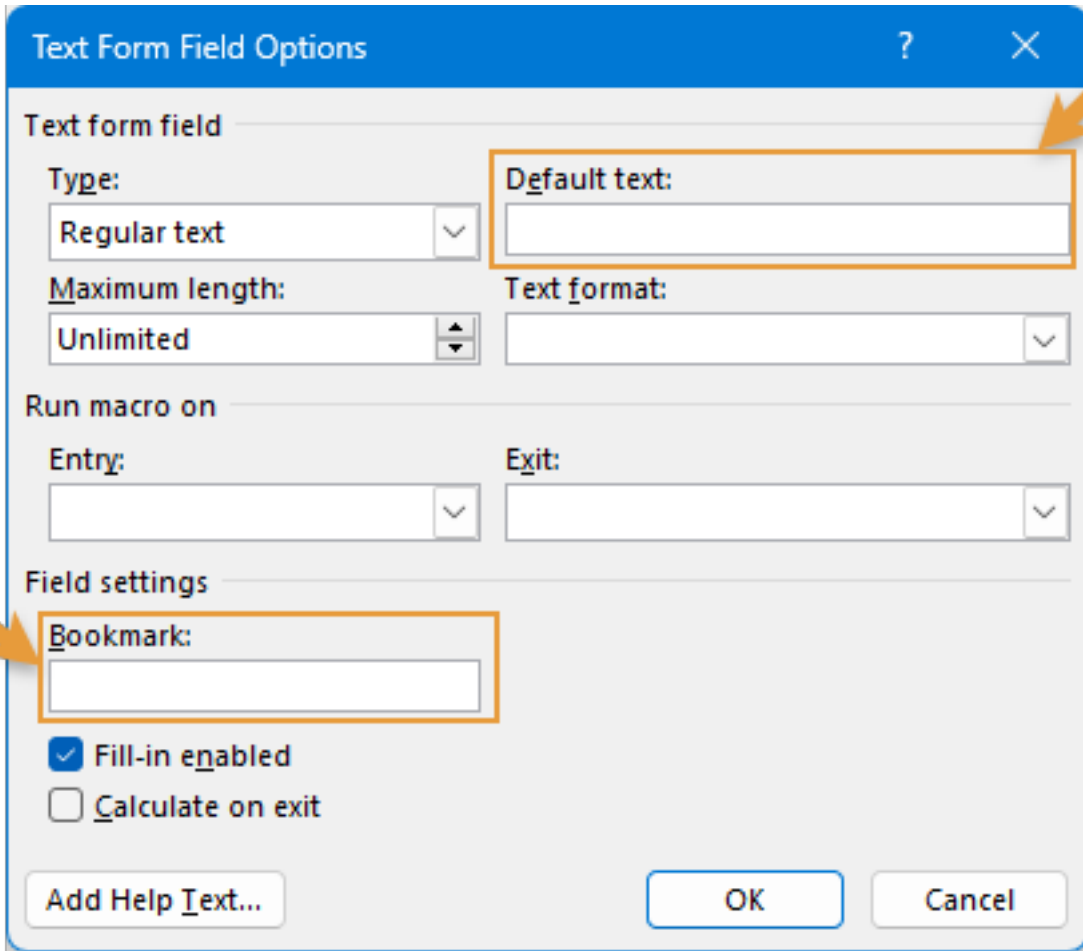 Text Form Field Options ?
Text form field
Type: Default text:
Regular text
Maximum length: Text format:
Unlimited
Run macro on
Entry: Exit:
Field settings
Bookmark:
Fill-in enabled
Calculate on exit
Add Help Text... OK Cancel